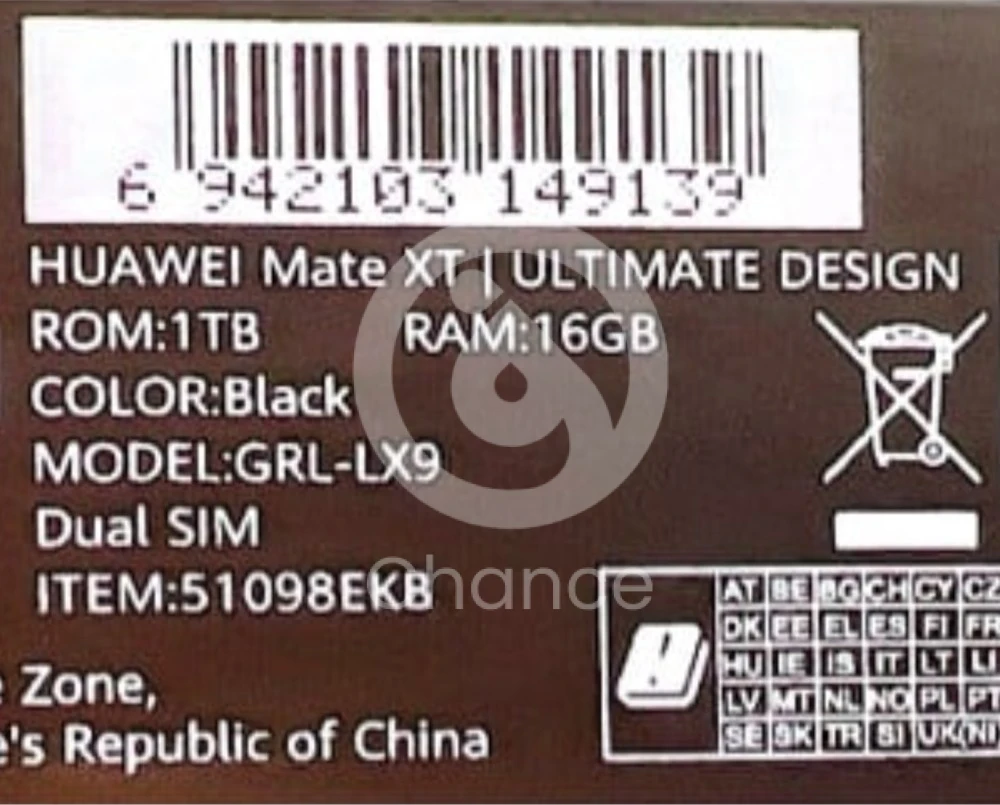 6 942103 149139
HUAWEI Mate XT | ULTIMATE DESIGN
ROM:1TB RAM:16GB
COLOR:Black
MODEL:GRL-LX9
Dual SIM
ITEM:51098EKB
Ohande
AT BE BG CH CY CZ
DK EE EL ES FI FR
HU IE IS IT LT LI
LV MT NL NO PL PT
SE SK TR SI UK(NI)
Zone,
e's Republic of China